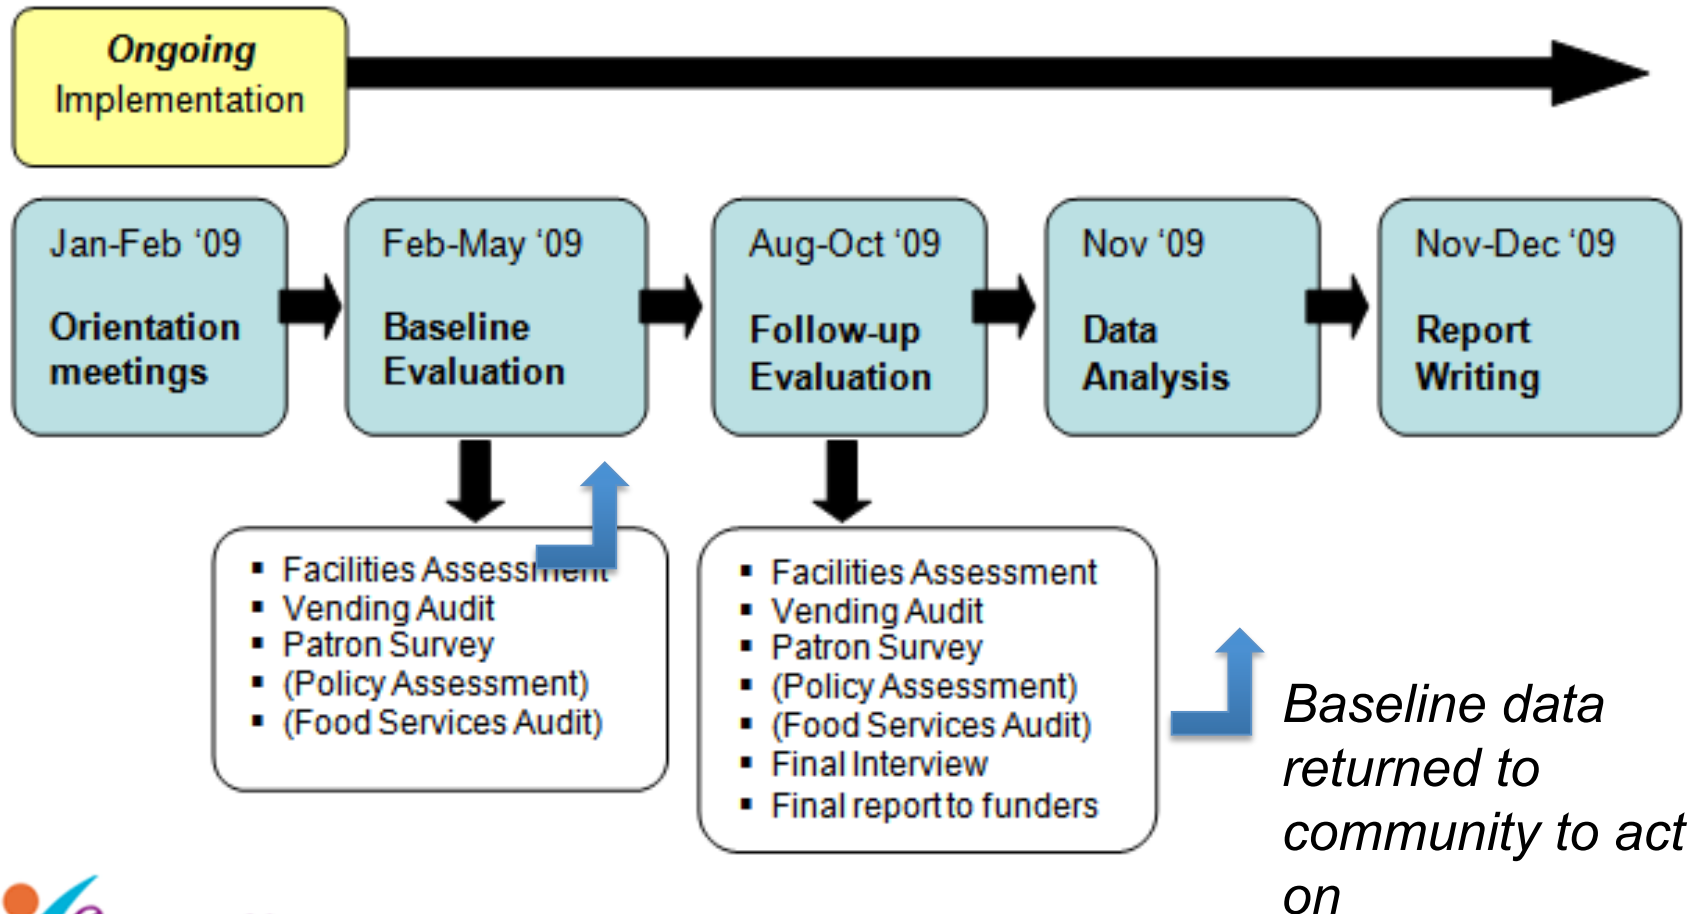 Ongoing
Implementation
Jan-Feb ‘09
Orientation
meetings
Feb-May ‘09
Baseline
Evaluation
Aug-Oct ‘09
Follow-up
Evaluation
Nov ‘09
Data
Analysis
Nov-Dec ‘09
Report
Writing
▪ Facilities Assessment
▪ Vending Audit
▪ Patron Survey
▪ (Policy Assessment)
▪ (Food Services Audit)
▪ Facilities Assessment
▪ Vending Audit
▪ Patron Survey
▪ (Policy Assessment)
▪ (Food Services Audit)
▪ Final Interview
▪ Final report to funders
Baseline data
returned to
community to act
on